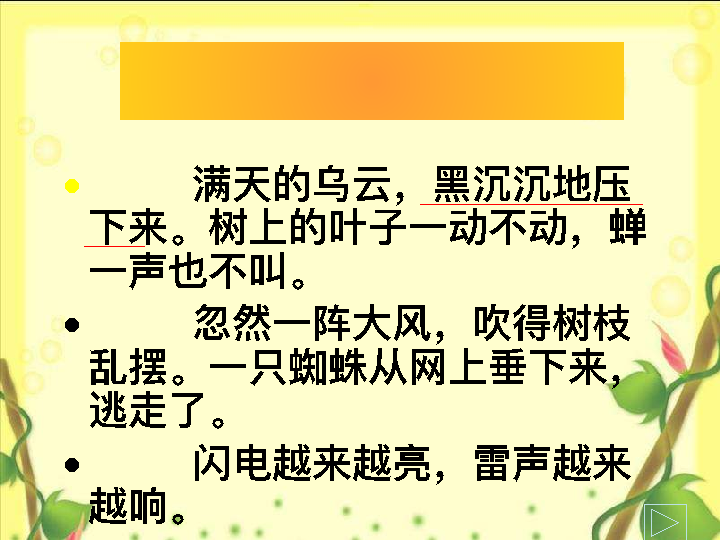 满天的乌云，黑沉沉地压
下来。树上的叶子一动不动，蝉
一声也不叫。
忽然一阵大风，吹得树枝
乱摆。一只蜘蛛从网上垂下来，
逃走了。
闪电越来越亮，雷声越来
越响。